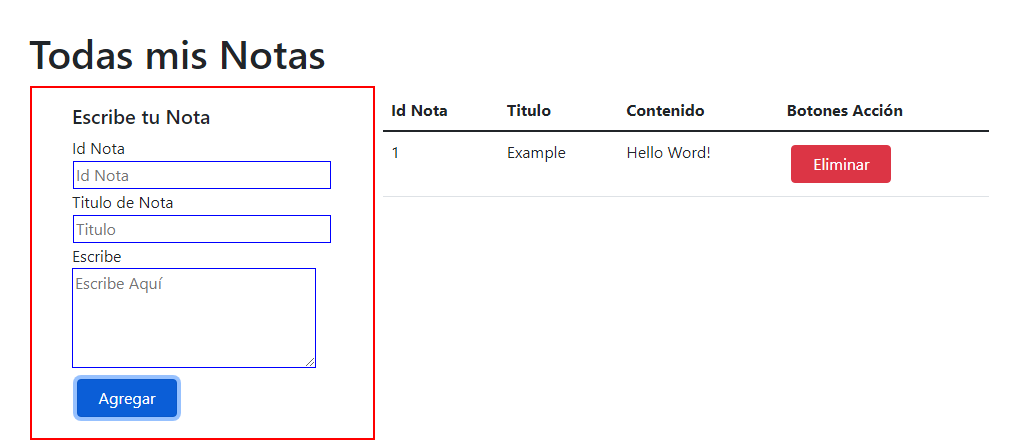 Todas mis Notas
Escribe tu Nota
Id Nota
Id Nota
Titulo de Nota
Titulo
Escribe
Escribe Aquí
Agregar
Id Nota Titulo Contenido Botones Acción
1 Example Hello Word! Eliminar